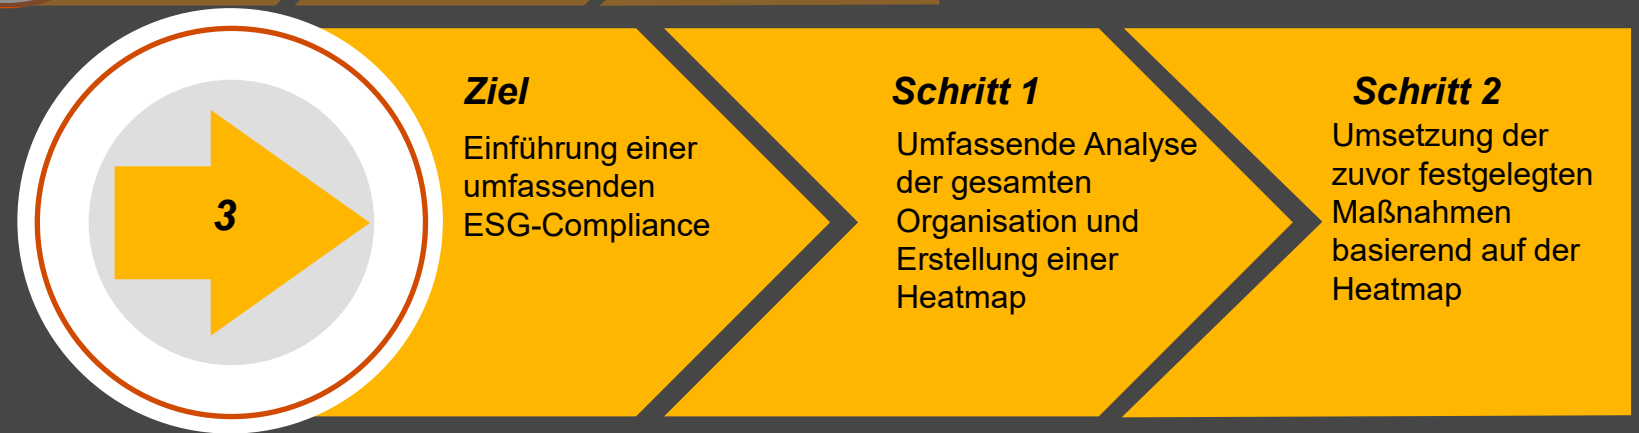 3
Ziel
Einführung einer
umfassenden
ESG-Compliance
Schritt 1
Umfassende Analyse
der gesamten
Organisation und
Erstellung einer
Heatmap
Schritt 2
Umsetzung der
zuvor festgelegten
Maßnahmen
basierend auf der
Heatmap